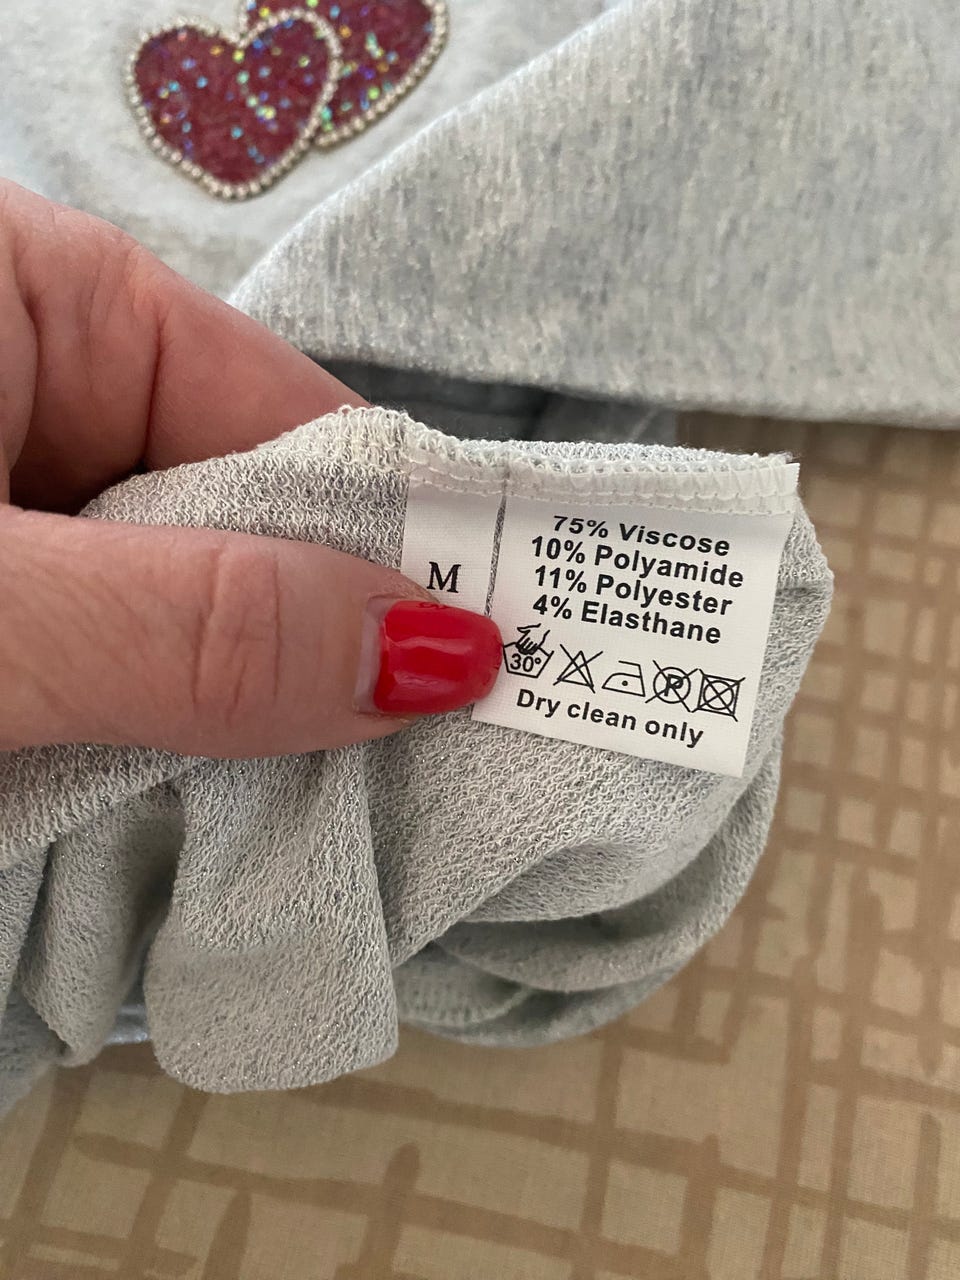 M
75% Viscose
10% Polyamide
11% Polyester
4% Elasthane
30° P
Dry clean only